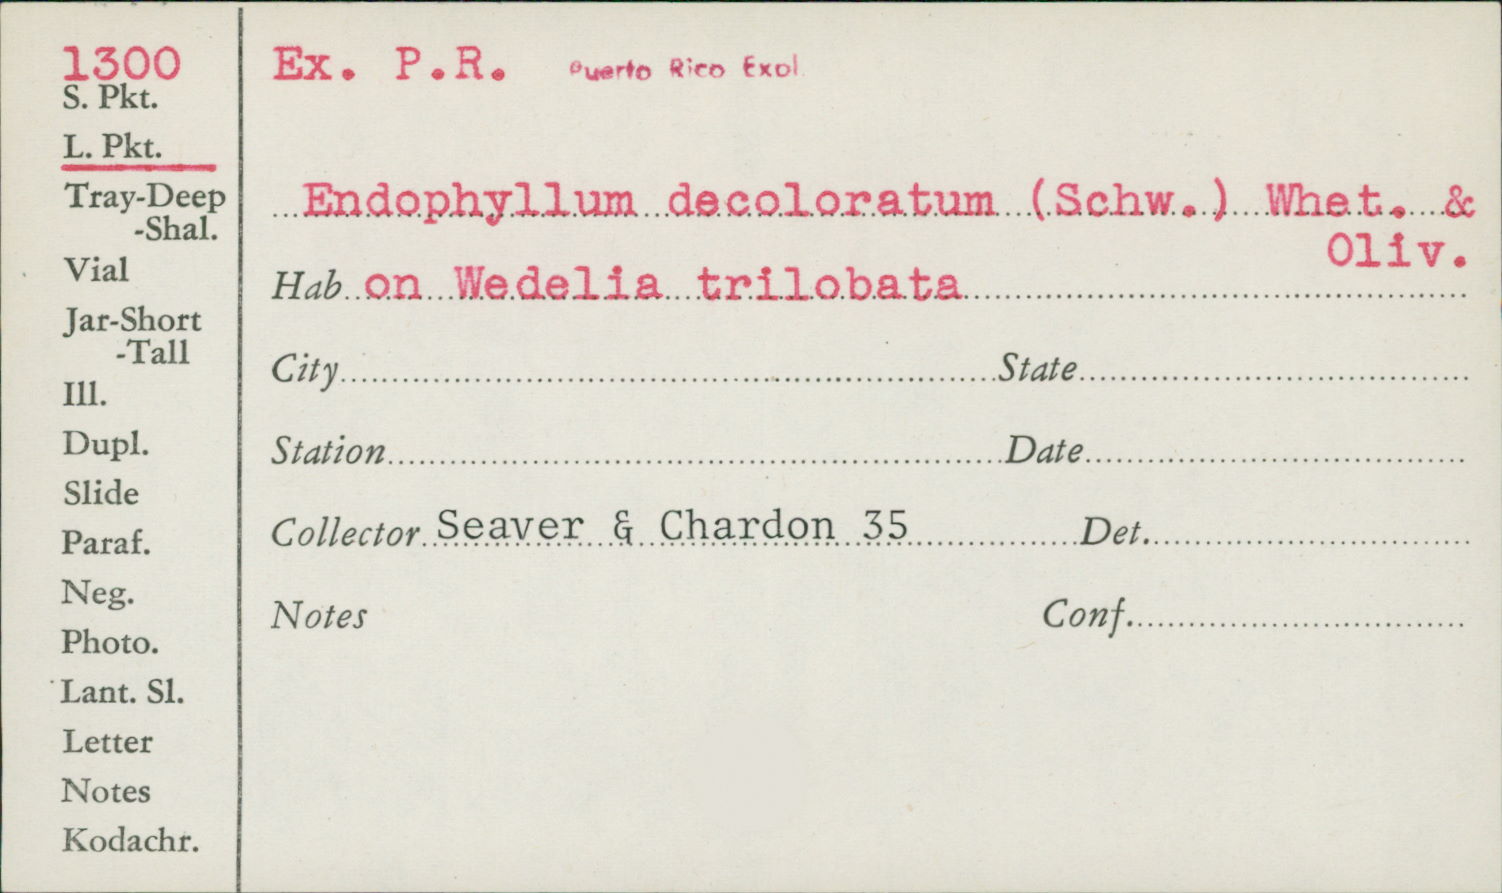 1300
S. Pkt.
L. Pkt.
Tray-Deep
-Shal.
Vial
Jar-Short
-Tall
Ill.
Dupl.
Slide
Paraf.
Neg.
Photo.
Lant. Sl.
Letter
Notes
Kodachr.
Ex. P.R. Puerto Rico Expl.
Endophyllum decoloratum (Schw.) Whet. &
Oliv.
Hab. on Wedelia trilobata
City State
Station Date
Collector Seaver & Chardon 35 Det.
Notes Conf.